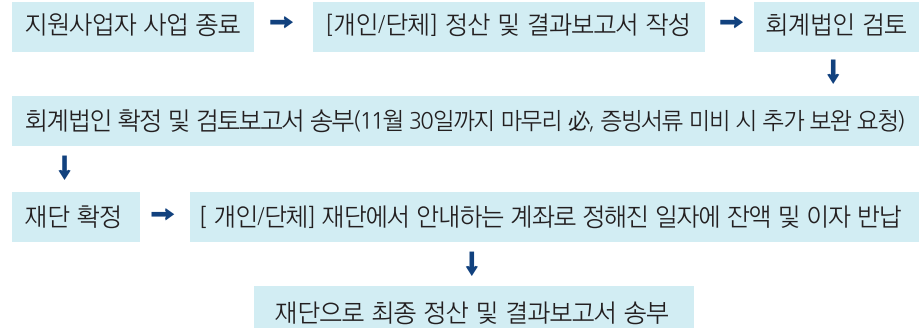 지원사업자 사업 종료 → [개인/단체] 정산 및 결과보고서 작성 → 회계법인 검토
회계법인 확정 및 검토보고서 송부(11월 30일까지 마무리 必, 증빙서류 미비 시 추가 보완 요청)
재단 확정 → [ 개인/단체] 재단에서 안내하는 계좌로 정해진 일자에 잔액 및 이자 반납
재단으로 최종 정산 및 결과보고서 송부